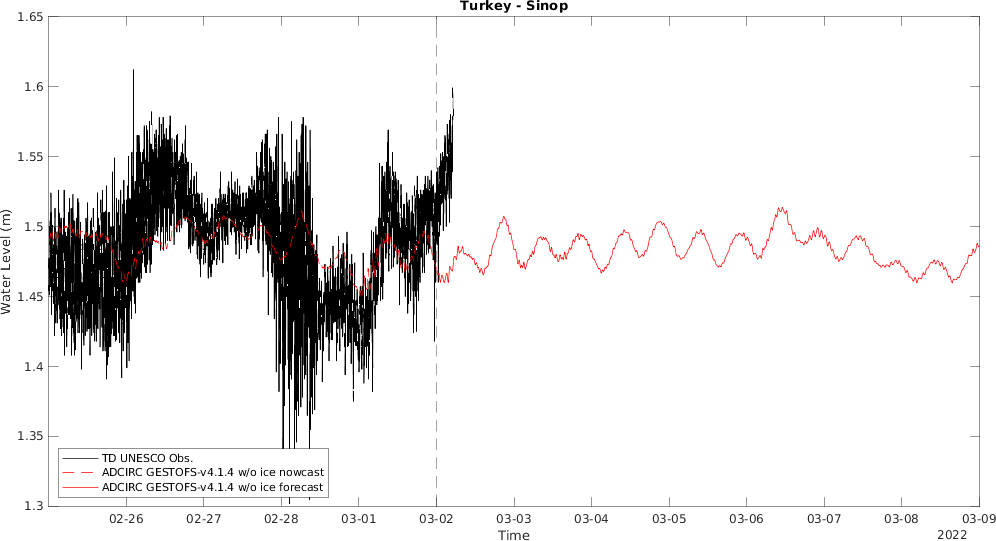 Turkey - Sinop
1.65
1.6
1.55
1.5
1.45
1.4
1.35
1.3
Water Level (m)
TD UNESCO Obs.
ADCIRC GESTOFS-v4.1.4 w/o ice nowcast
ADCIRC GESTOFS-v4.1.4 w/o ice forecast
02-26 02-27 02-28 03-01 03-02 03-03 03-04 03-05 03-06 03-07 03-08 03-09
Time
2022